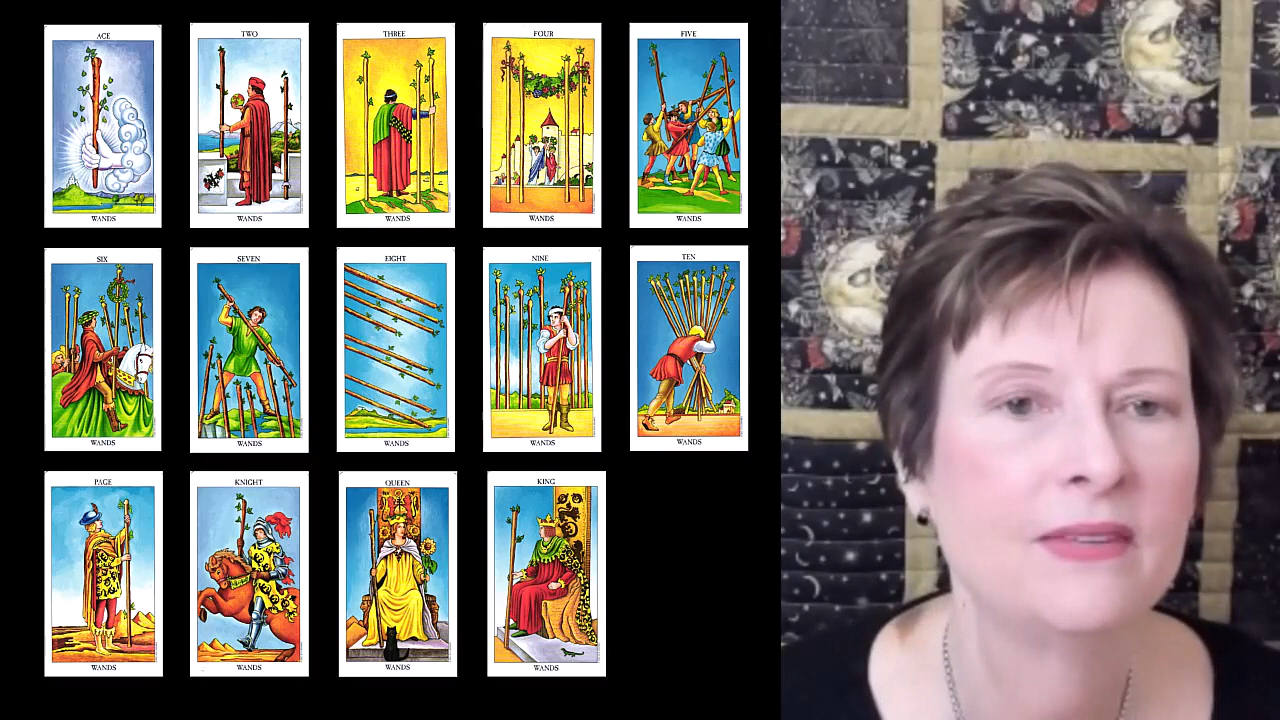 ACE
WANDS
TWO
WANDS
THREE
WANDS
FOUR
WANDS
FIVE
WANDS
SIX
WANDS
SEVEN
WANDS
EIGHT
WANDS
NINE
WANDS
TEN
WANDS
PAGE
WANDS
KNIGHT
WANDS
QUEEN
WANDS
KING
WANDS